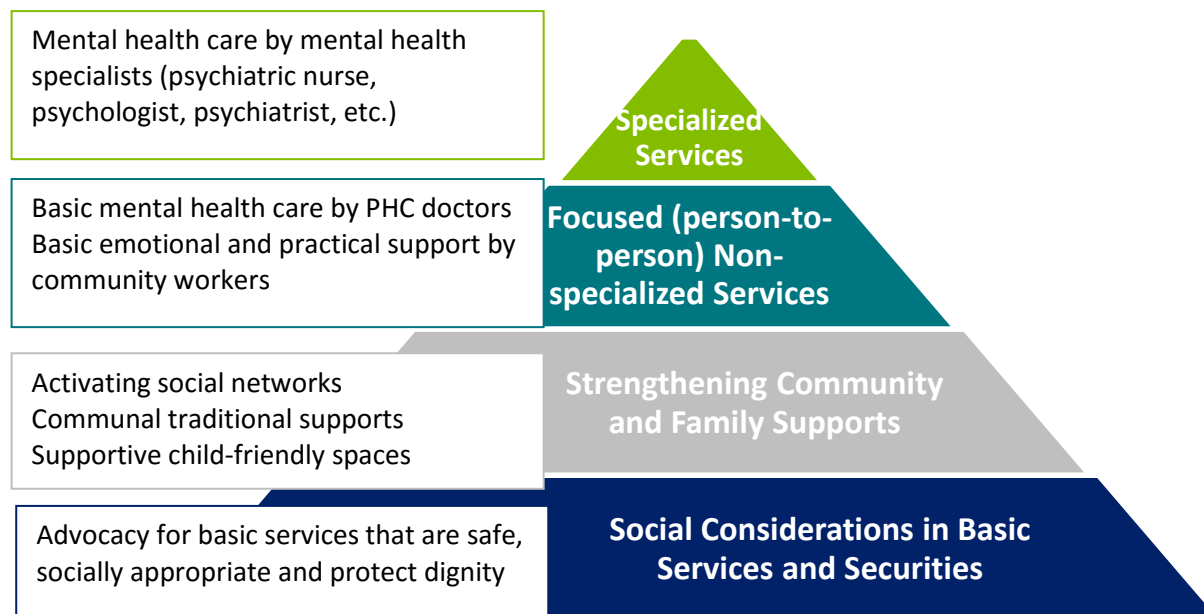 Mental health care by mental health
specialists (psychiatric nurse,
psychologist, psychiatrist, etc.)
Specialized
Services
Basic mental health care by PHC doctors
Basic emotional and practical support by
community workers
Focused (person-to-
person) Non-
specialized Services
Activating social networks
Communal traditional supports
Supportive child-friendly spaces
Strengthening Community
and Family Supports
Advocacy for basic services that are safe,
socially appropriate and protect dignity
Social Considerations in Basic
Services and Securities